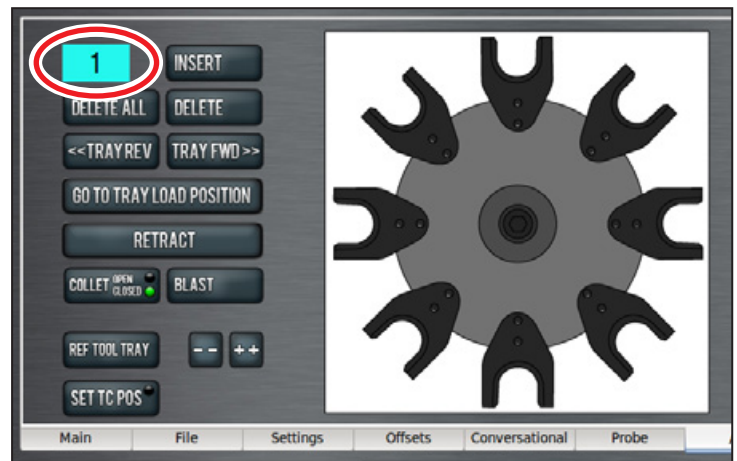 1 INSERT
DELETE ALL DELETE
<<TRAY REV TRAY FWD >>
GO TO TRAY LOAD POSITION
RETRACT
COLLET OPEN CLOSED BLAST
REF TOOL TRAY -- ++
SET TC POS
Main File Settings Offsets Conversational Probe